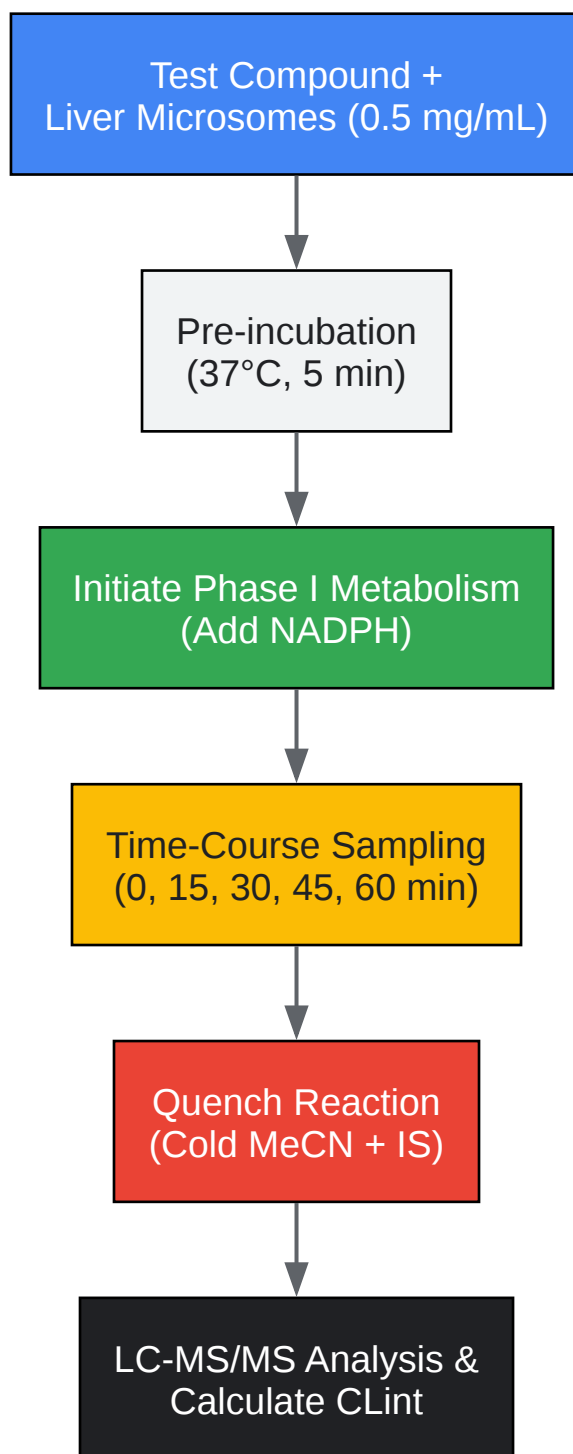 Test Compound +
Liver Microsomes (0.5 mg/mL)
Pre-incubation
(37°C, 5 min)
Initiate Phase I Metabolism
(Add NADPH)
Time-Course Sampling
(0, 15, 30, 45, 60 min)
Quench Reaction
(Cold MeCN + IS)
LC-MS/MS Analysis &
Calculate CLint